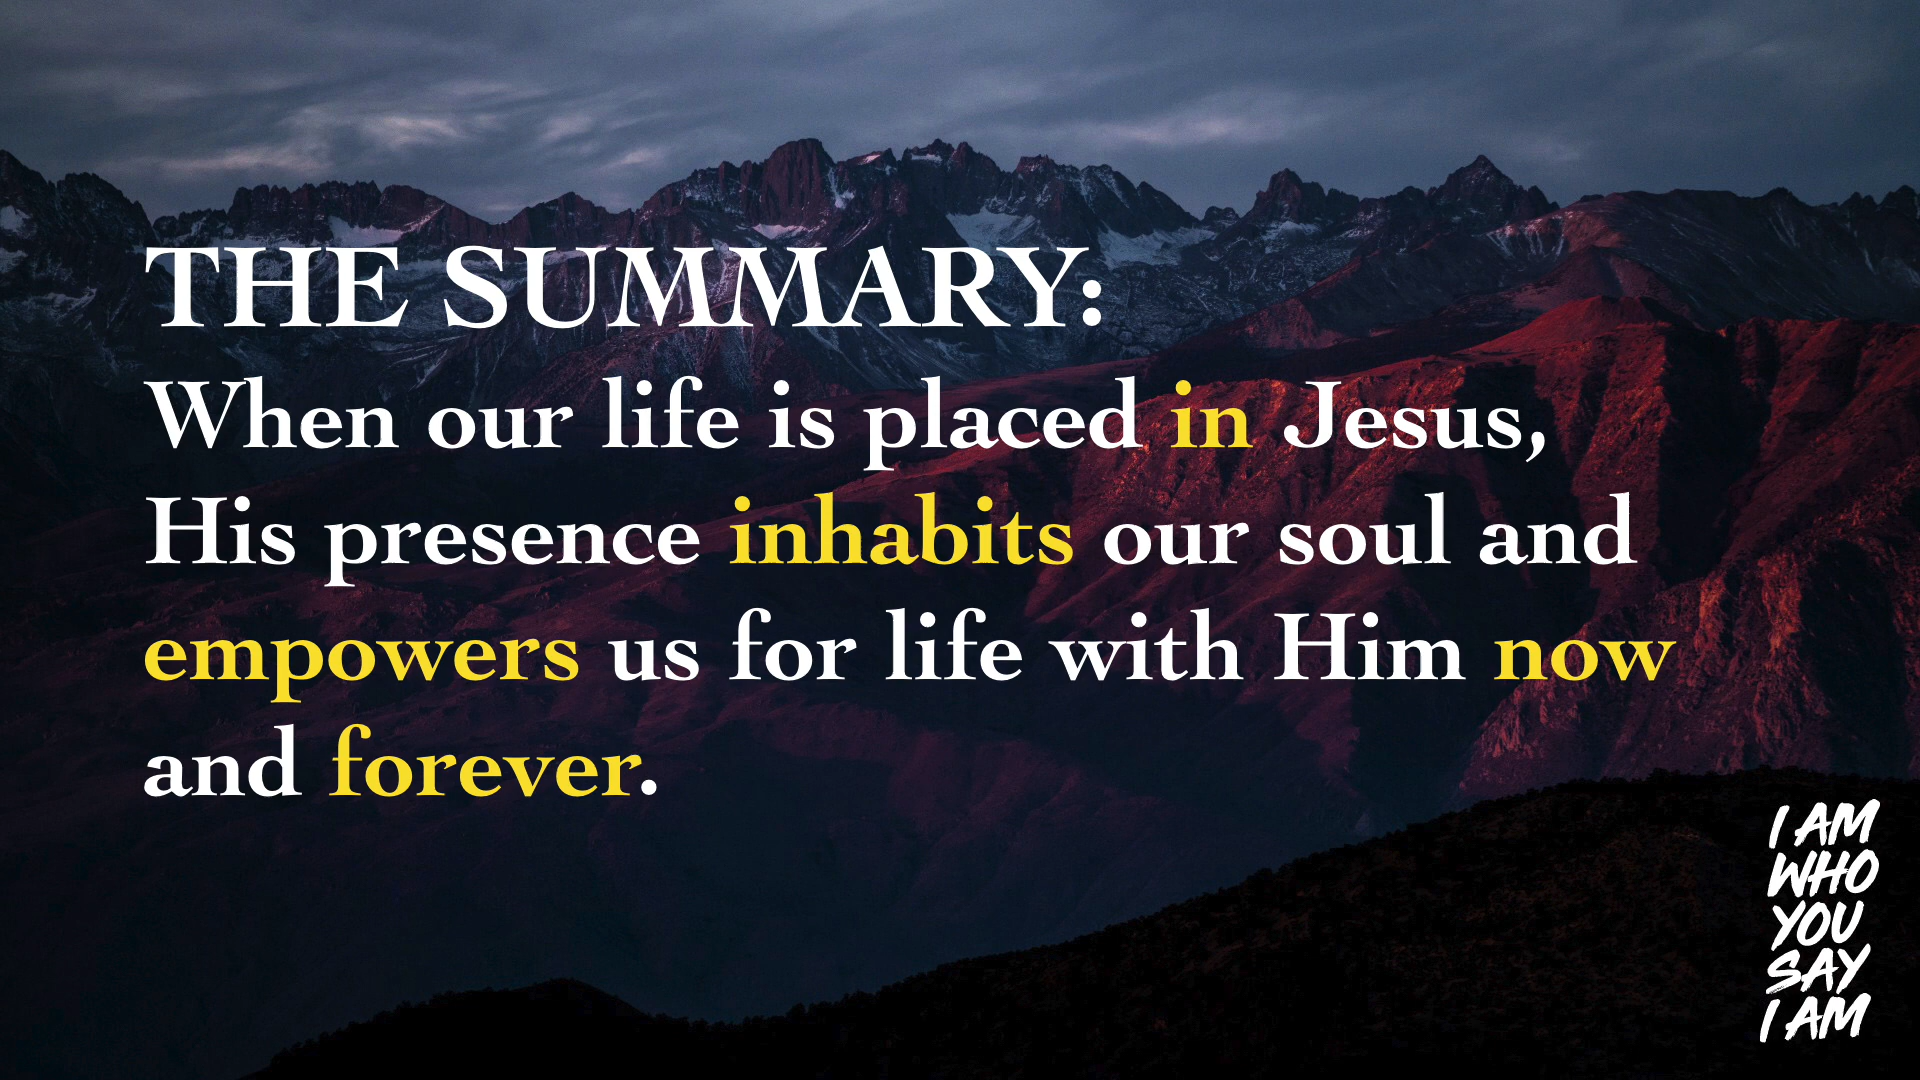 THE SUMMARY:
When our life is placed in Jesus,
His presence inhabits our soul and
empowers us for life with Him now
and forever.
I AM
WHO
YOU
SAY
I AM